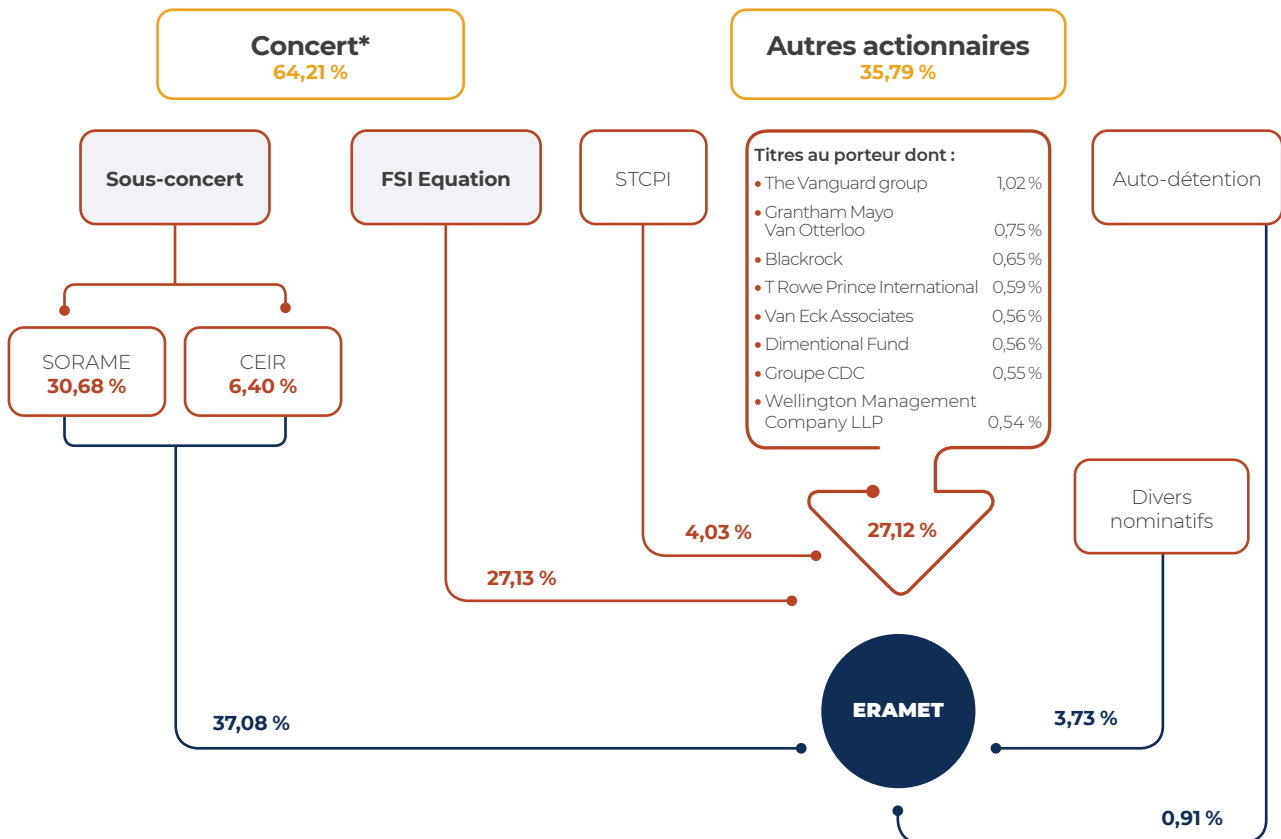 Concert*
64,21 %
Autres actionnaires
35,79 %
Sous-concert
FSI Equation
STCPI
Titres au porteur dont :
• The Vanguard group 1,02 %
• Grantham Mayo
Van Otterloo 0,75 %
• Blackrock 0,65 %
• T Rowe Prince International 0,59 %
• Van Eck Associates 0,56 %
• Dimentional Fund 0,56 %
• Groupe CDC 0,55 %
• Wellington Management
Company LLP 0,54 %
Auto-détention
SORAME
30,68 %
CEIR
6,40 %
Divers
nominatifs
4,03 %
27,12 %
27,13 %
ERAMET
37,08 %
3,73 %
0,91 %